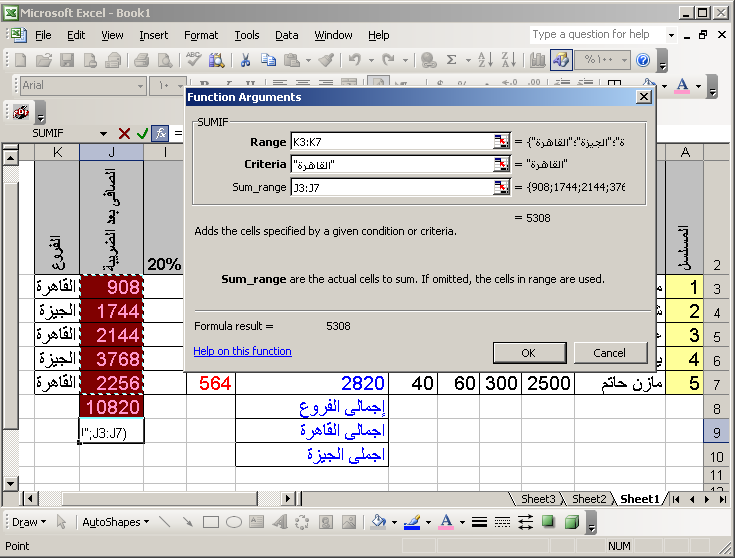 Microsoft Excel - Book1
File Edit View Insert Format Tools Data Window Help
Type a question for help
%١٠٠
Arial
١٠
Function Arguments
SUMIF
SUMIF
=
Range K3:K7 = {"القاهرة";"الجيزة";"ة
Criteria "القاهرة" = "القاهرة"
Sum_range J3:J7 = {908;1744;2144;376
= 5308
Adds the cells specified by a given condition or criteria.
Sum_range are the actual cells to sum. If omitted, the cells in range are used.
Formula result = 5308
Help on this function
OK Cancel
K J I A
الفروع الصافى بعد الضريبة 20% المسلسل 2
القاهرة 908 1 3
الجيزة 1744 2 4
القاهرة 2144 3 5
الجيزة 3768 4 6
القاهرة 2256 564 2820 40 60 300 2500 مازن حاتم 5 7
10820 إجمالى الفروع 8
!";J3:J7) اجمالى القاهرة 9
اجملى الجيزة 10
11
Sheet3 Sheet2 Sheet1
Draw AutoShapes
Point NUM